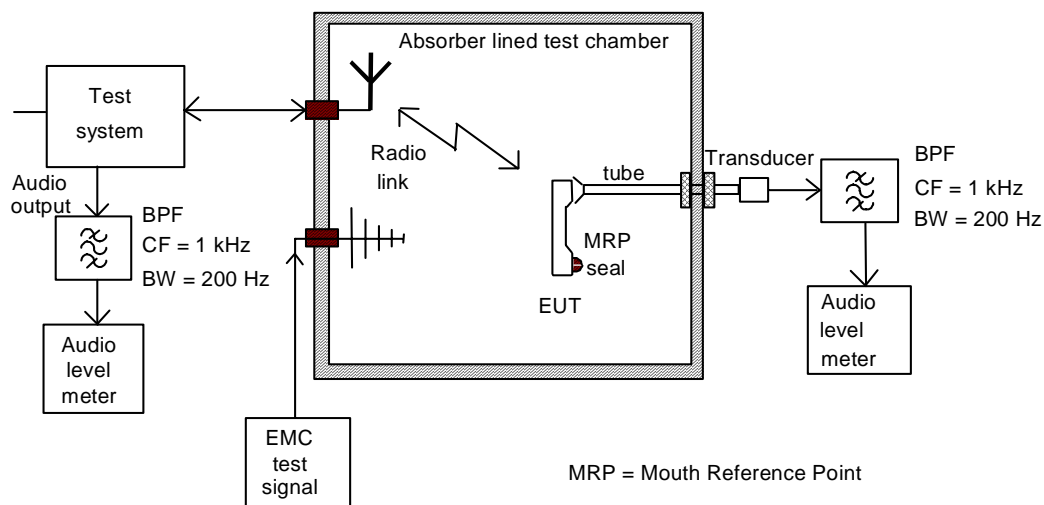 Absorber lined test chamber
Test
system
Radio
link
Audio
output
BPF
CF = 1 kHz
BW = 200 Hz
Audio
level
meter
EMC
test
signal
tube
MRP
seal
EUT
Transducer
BPF
CF = 1 kHz
BW = 200 Hz
Audio
level
meter
MRP = Mouth Reference Point